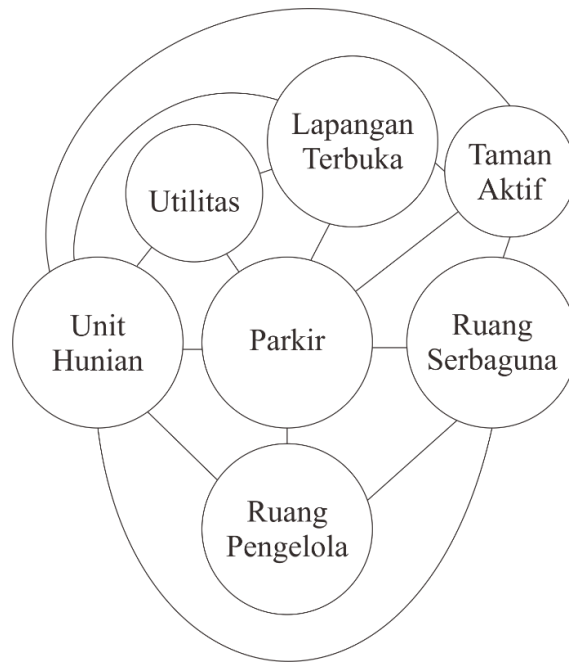 Lapangan
Terbuka
Taman
Aktif
Utilitas
Unit
Hunian
Parkir
Ruang
Serbaguna
Ruang
Pengelola